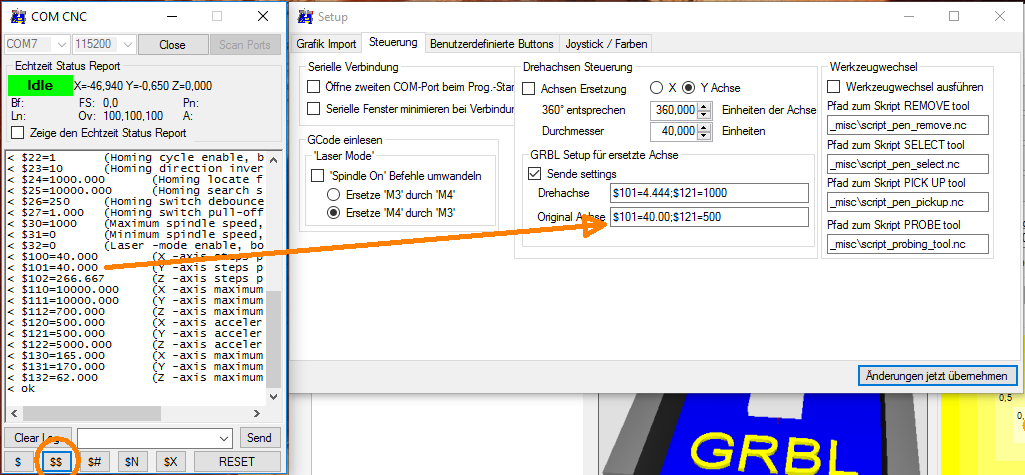 COM CNC
COM7 115200 Close Scan Ports
Echtzeit Status Report
Idle X=-46,940 Y=-0,650 Z=0,000
Bf: FS: 0,0 Pn:
Ln: Ov: 100,100,100 A:
Zeige den Echtzeit Status Report
< $22=1 (Homing cycle enable, b
< $23=10 (Homing direction inver
< $24=1000.000 (Homing locate f
< $25=10000.000 (Homing search s
< $26=250 (Homing switch debounce
< $27=1.000 (Homing switch pull-off
< $30=1000 (Maximum spindle speed,
< $31=0 (Minimum spindle speed,
< $32=0 (Laser -mode enable, bo
< $100=40.000 (X -axis steps p
< $101=40.000 (Y -axis steps p
< $102=266.667 (Z -axis steps p
< $110=10000.000 (X -axis maximum
< $111=10000.000 (Y -axis maximum
< $112=700.000 (Z -axis maximum
< $120=500.000 (X -axis acceler
< $121=500.000 (Y -axis acceler
< $122=5000.000 (Z -axis acceler
< $130=165.000 (X -axis maximum
< $131=170.000 (Y -axis maximum
< $132=62.000 (Z -axis maximum
< ok
Clear Log Send
$ $$ $# $N $X RESET
Setup
Grafik Import Steuerung Benutzerdefinierte Buttons Joystick / Farben
Serielle Verbindung
Öffne zweiten COM-Port beim Prog.-Star
Serielle Fenster minimieren bei Verbindun
GCode einlesen
'Laser Mode'
'Spindle On' Befehle umwandeln
Ersetze 'M3' durch 'M4'
Ersetze 'M4' durch 'M3'
Drehachsen Steuerung
Achsen Ersetzung X Y Achse
360° entsprechen 360,000 Einheiten der Achse
Durchmesser 40,000 Einheiten
GRBL Setup für ersetzte Achse
Sende settings
Drehachse $101=4.444;$121=1000
Original Achse $101=40.00;$121=500
Werkzeugwechsel
Werkzeugwechsel ausführen
Pfad zum Skript REMOVE tool
_misc\script_pen_remove.nc
Pfad zum Skript SELECT tool
_misc\script_pen_select.nc
Pfad zum Skript PICK UP tool
_misc\script_pen_pickup.nc
Pfad zum Skript PROBE tool
_misc\script_probing_tool.nc
Änderungen jetzt übernehmen
GRBL
0,5